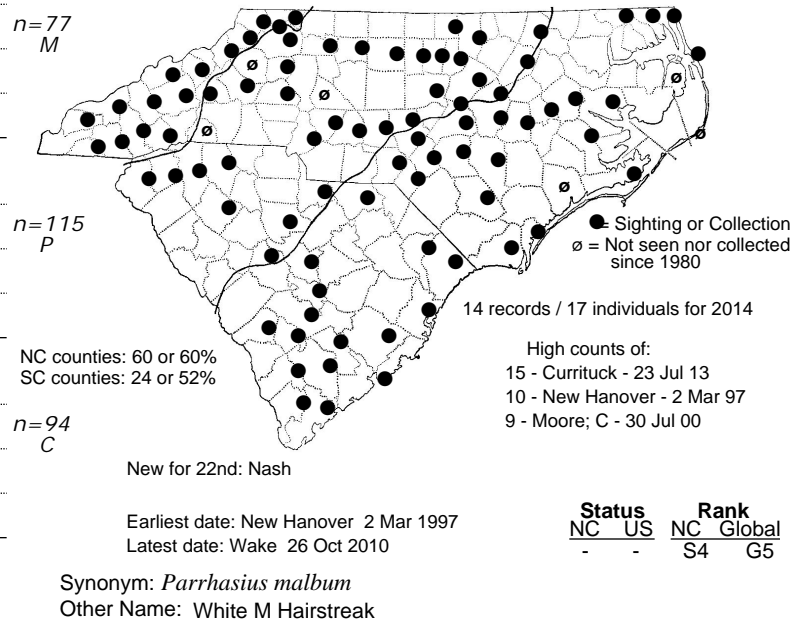 n=77
M
n=115
P
● = Sighting or Collection
ø = Not seen nor collected
since 1980
14 records / 17 individuals for 2014
NC counties: 60 or 60%
SC counties: 24 or 52%
High counts of:
15 - Currituck - 23 Jul 13
10 - New Hanover - 2 Mar 97
9 - Moore; C - 30 Jul 00
n=94
C
New for 22nd: Nash
Earliest date: New Hanover 2 Mar 1997
Latest date: Wake 26 Oct 2010
Status Rank
NC US NC Global
- - S4 G5
Synonym: Parrhasius malbum
Other Name: White M Hairstreak